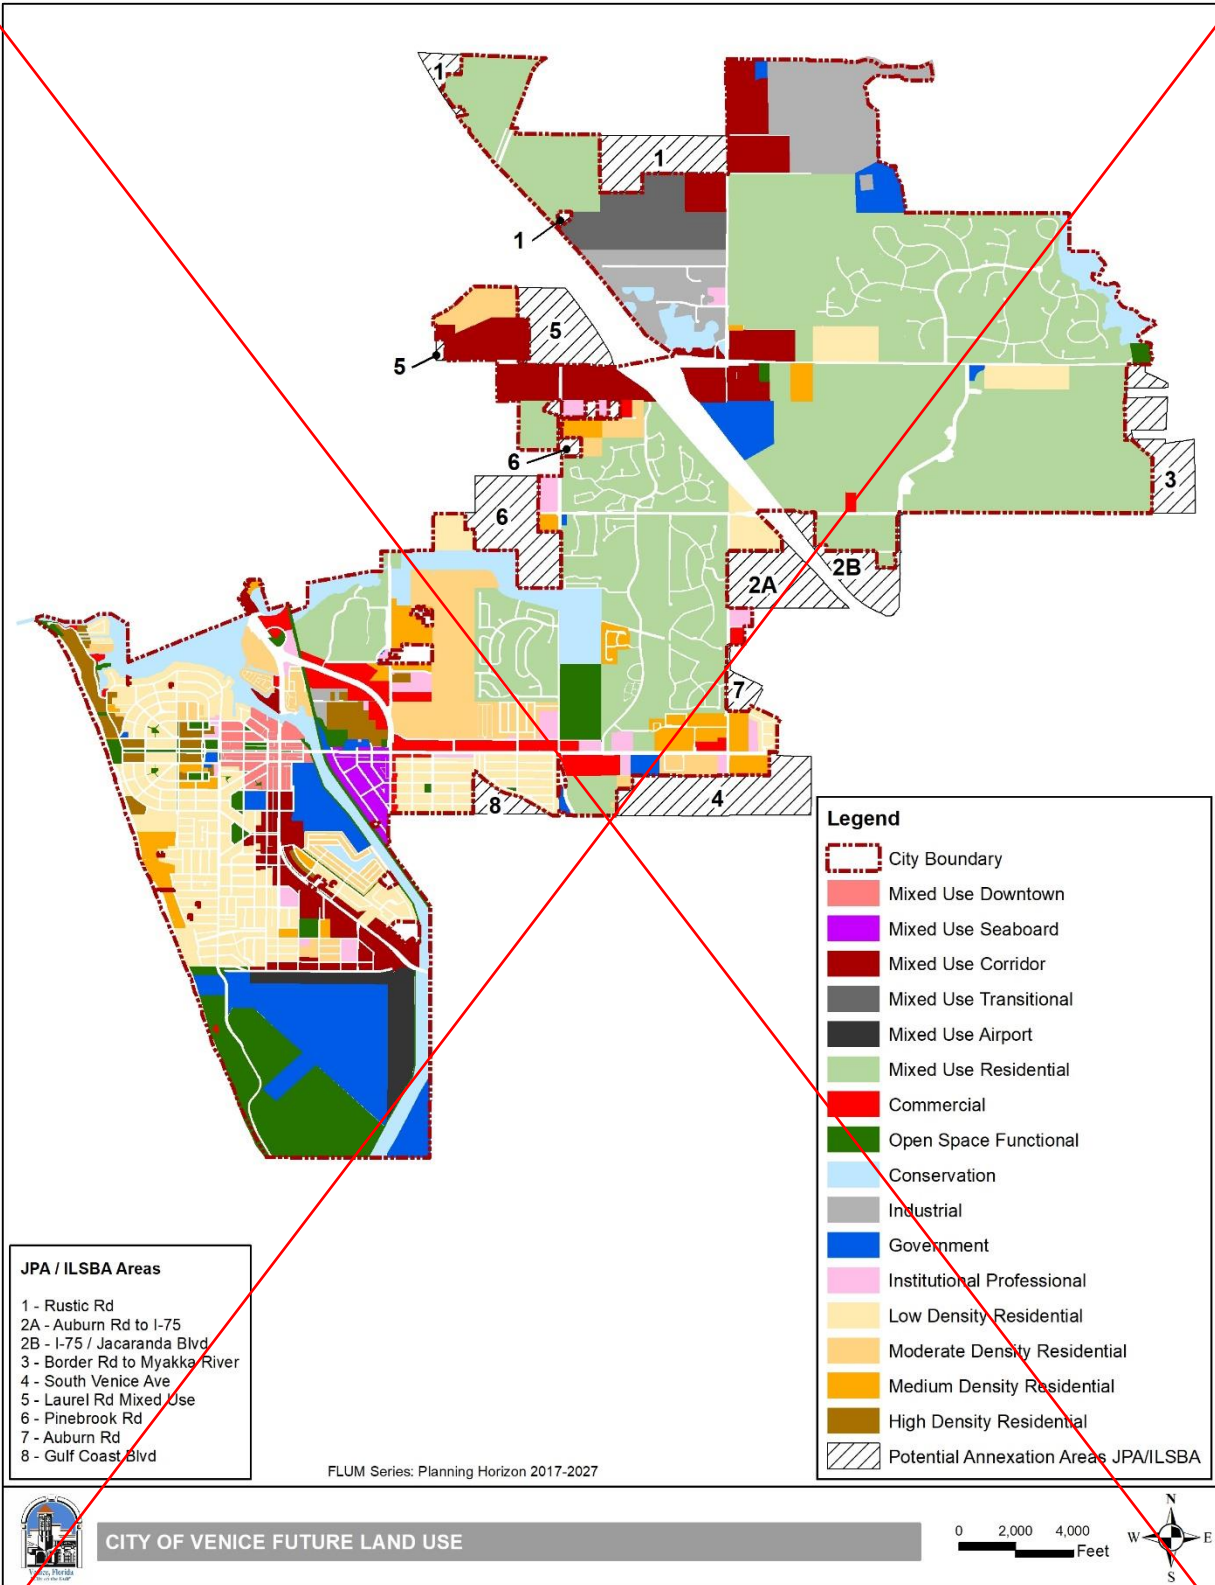 1
1
1
5
5
6
6
3
2A
2B
7
8
4
Legend
City Boundary
Mixed Use Downtown
Mixed Use Seaboard
Mixed Use Corridor
Mixed Use Transitional
Mixed Use Airport
Mixed Use Residential
Commercial
Open Space Functional
Conservation
Industrial
Government
Institutional Professional
Low Density Residential
Moderate Density Residential
Medium Density Residential
High Density Residential
Potential Annexation Areas JPA/ILSBA
JPA / ILSBA Areas
1 - Rustic Rd
2A - Auburn Rd to I-75
2B - I-75 / Jacaranda Blvd
3 - Border Rd to Myakka River
4 - South Venice Ave
5 - Laurel Rd Mixed Use
6 - Pinebrook Rd
7 - Auburn Rd
8 - Gulf Coast Blvd
FLUM Series: Planning Horizon 2017-2027
Venice, Florida
CITY OF VENICE FUTURE LAND USE
0 2,000 4,000
Feet
N
W E
S